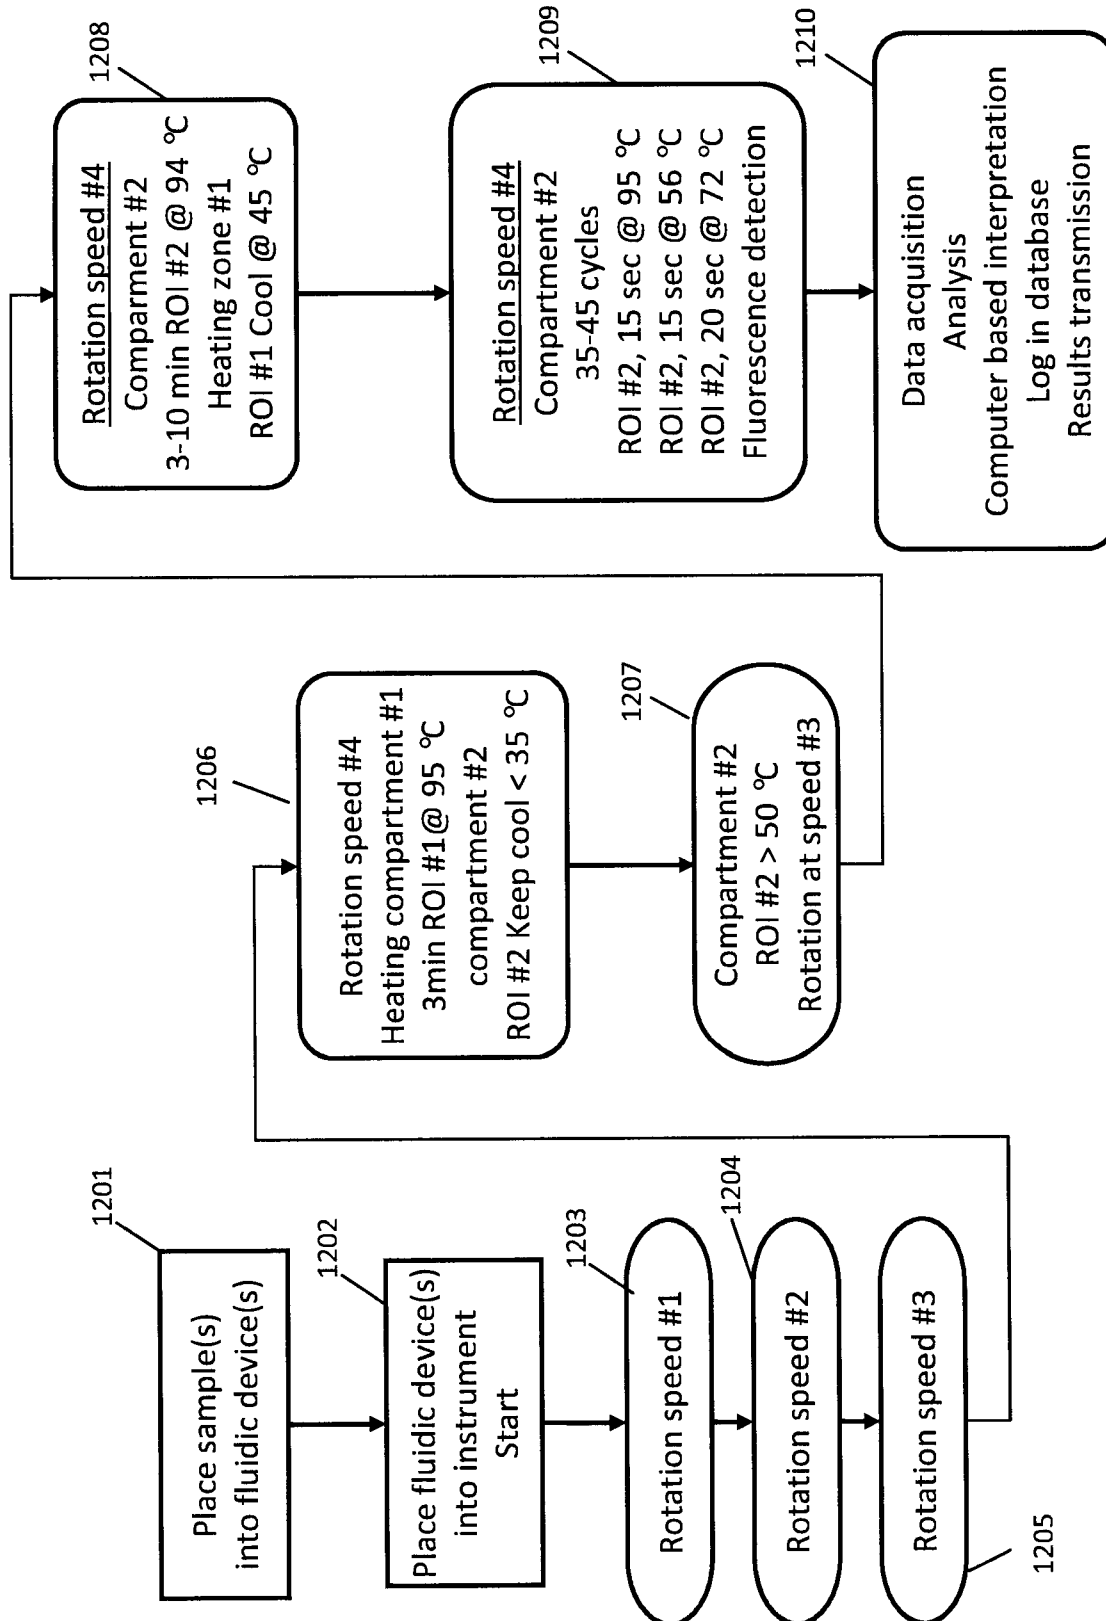 1201
Place sample(s)
into fluidic device(s)
1202
Place fluidic device(s)
into instrument
Start
1203
Rotation speed #1
1204
Rotation speed #2
1205
Rotation speed #3
1206
Rotation speed #4
Heating compartment #1
3min ROI #1@ 95 °C
compartment #2
ROI #2 Keep cool < 35 °C
1207
Compartment #2
ROI #2 > 50 °C
Rotation at speed #3
1208
Rotation speed #4
Comparment #2
3-10 min ROI #2 @ 94 °C
Heating zone #1
ROI #1 Cool @ 45 °C
1209
Rotation speed #4
Compartment #2
35-45 cycles
ROI #2, 15 sec @ 95 °C
ROI #2, 15 sec @ 56 °C
ROI #2, 20 sec @ 72 °C
Fluorescence detection
1210
Data acquisition
Analysis
Computer based interpretation
Log in database
Results transmission